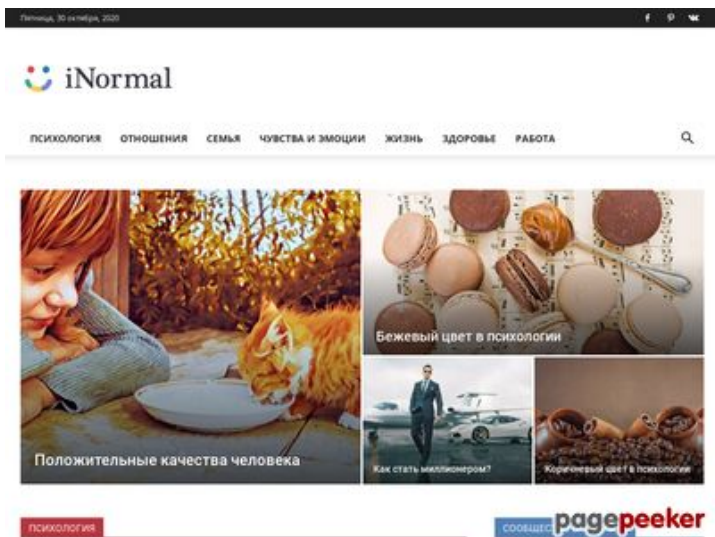 Пятница, 30 октября, 2020
iNormal
ПСИХОЛОГИЯ ОТНОШЕНИЯ СЕМЬЯ ЧУВСТВА И ЭМОЦИИ ЖИЗНЬ ЗДОРОВЬЕ РАБОТА
Бежевый цвет в психологии
Положительные качества человека
Как стать миллионером?
Коричневый цвет в психологии
ПСИХОЛОГИЯ
pagepeeker